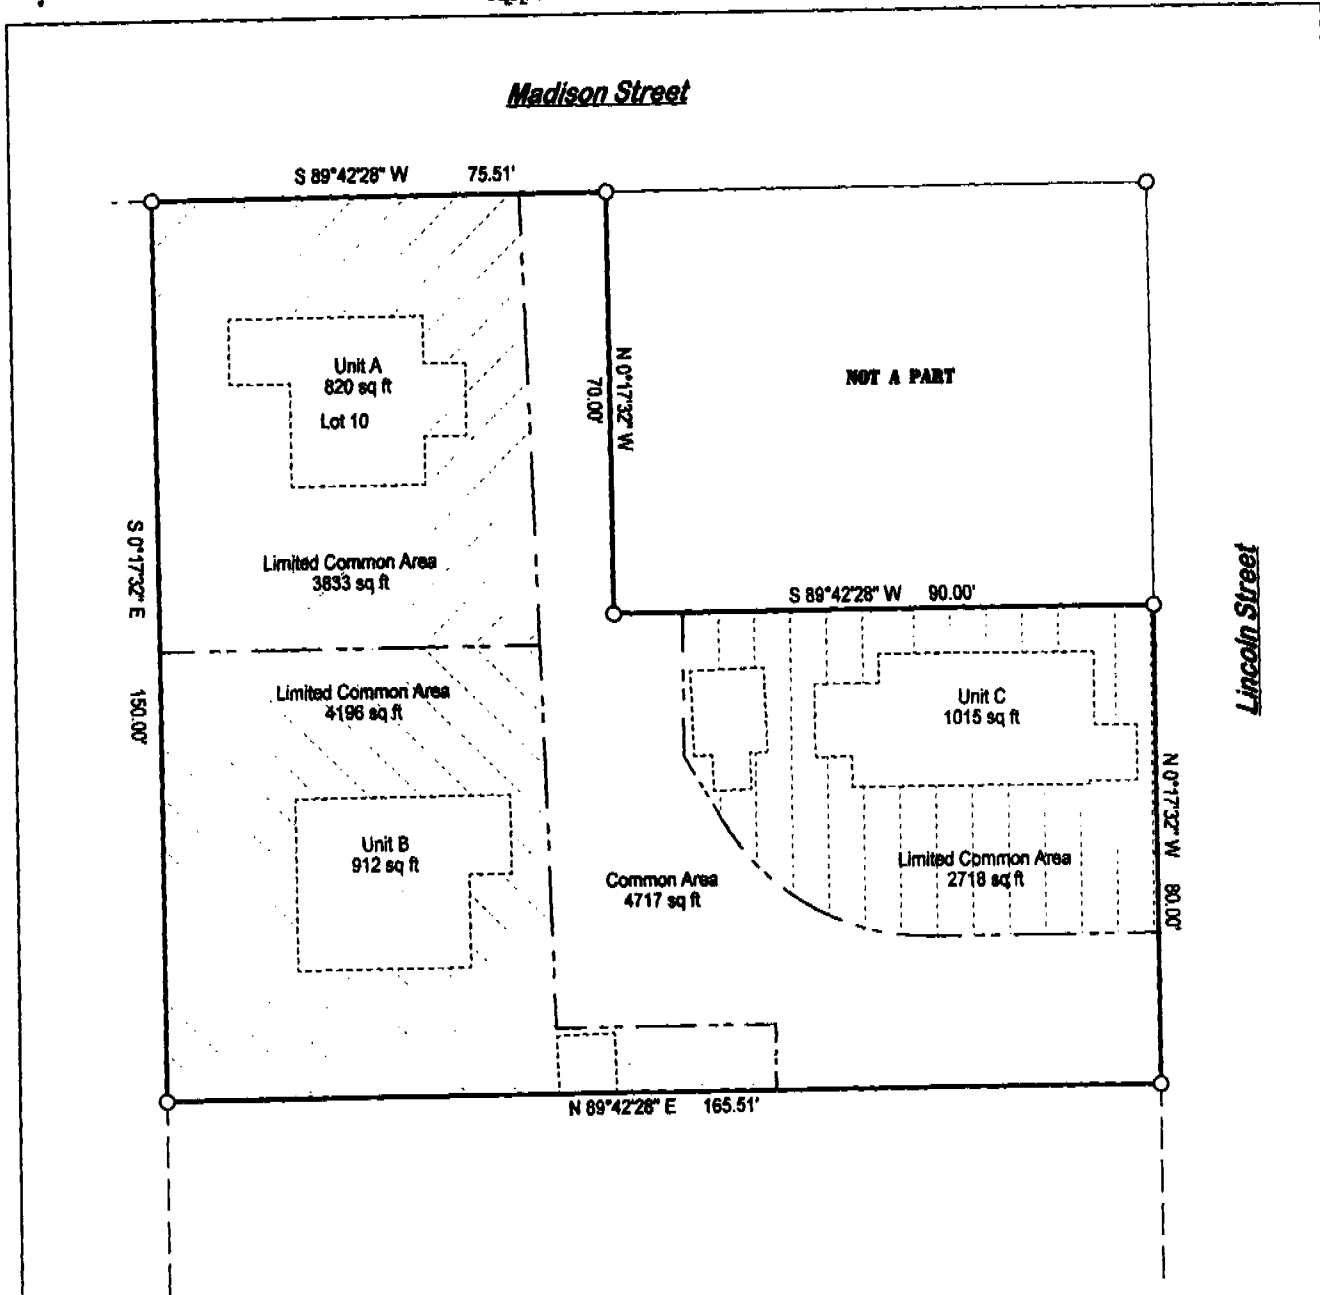 Madison Street
S 89°42'28" W 75.51'
N 0°17'32" W
70.00'
NOT A PART
Unit A
820 sq ft
Lot 10
S 0°17'32" E 150.00'
Limited Common Area
3833 sq ft
S 89°42'28" W 90.00'
Lincoln Street
Limited Common Area
4196 sq ft
Unit C
1015 sq ft
N 0°17'32" W 80.00'
Unit B
912 sq ft
Common Area
4717 sq ft
Limited Common Area
2718 sq ft
N 89°42'28" E 165.51'